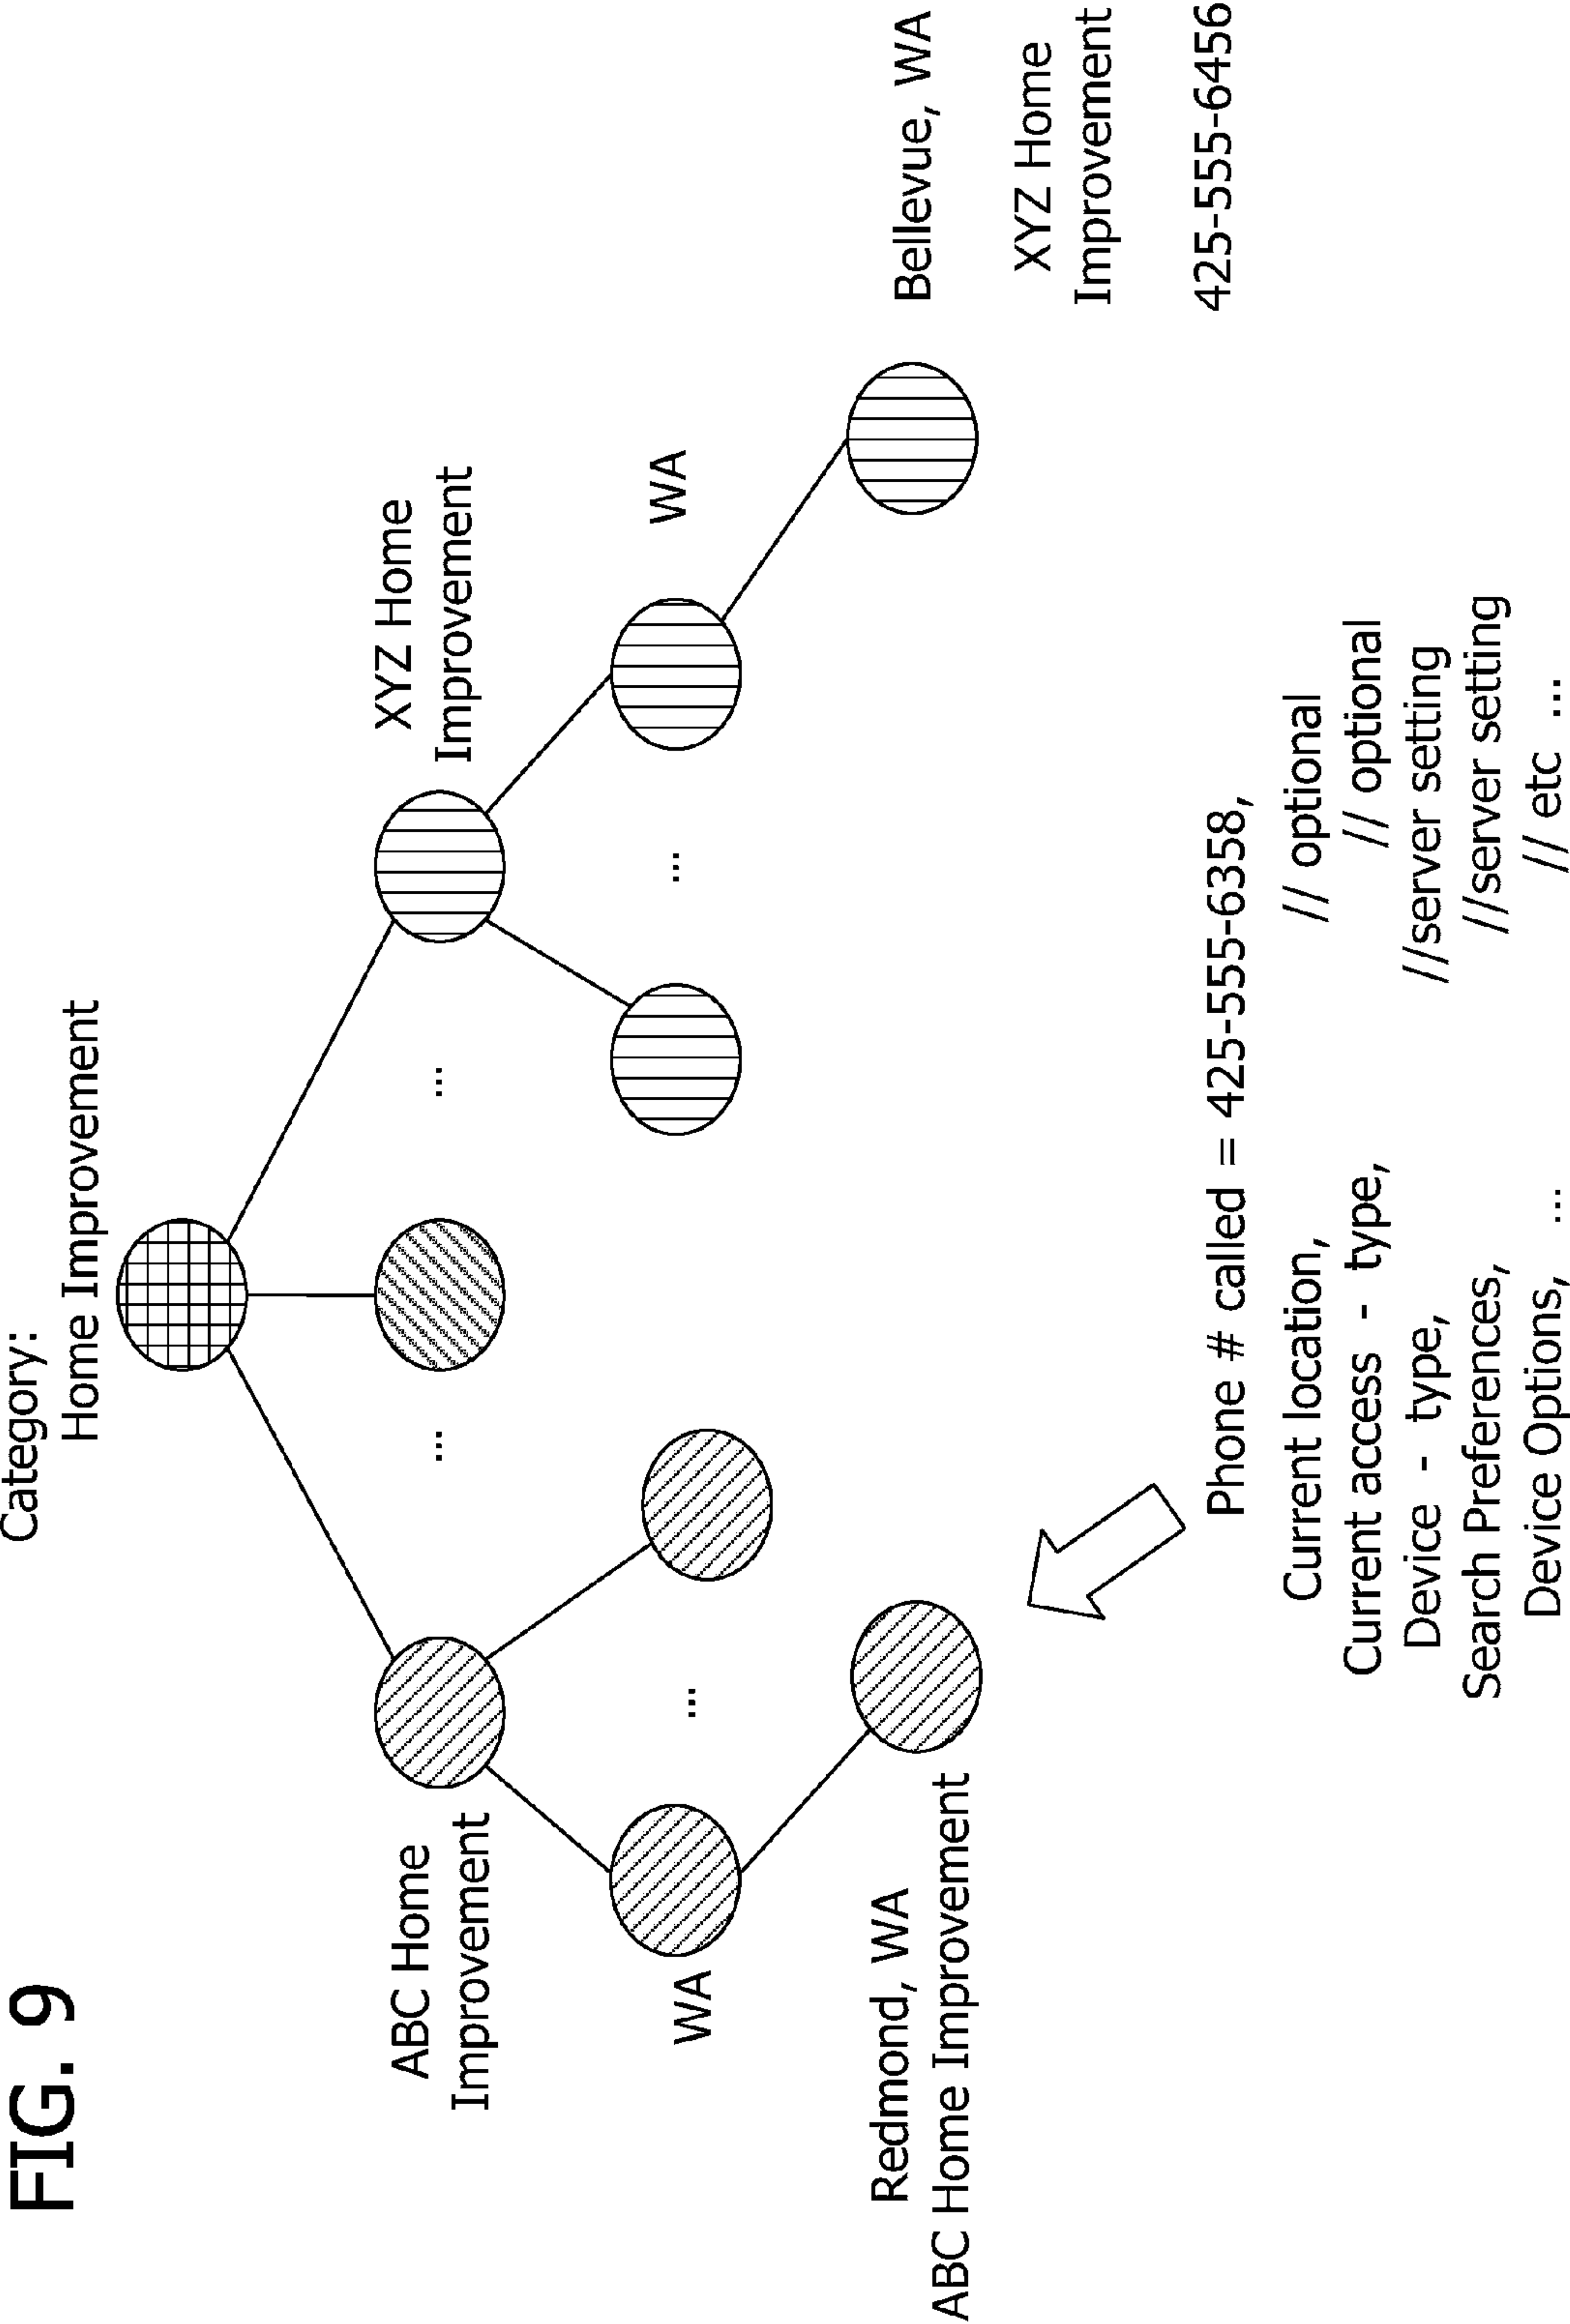 FIG. 9
Category:
Home Improvement
ABC Home
Improvement
...
...
XYZ Home
Improvement
WA
...
...
WA
Redmond, WA
ABC Home Improvement
Bellevue, WA
XYZ Home
Improvement
425-555-6456
Phone # called = 425-555-6358,
Current location, // optional
Current access - type, // optional
Device - type, //server setting
Search Preferences, //server setting
Device Options, ... // etc ...